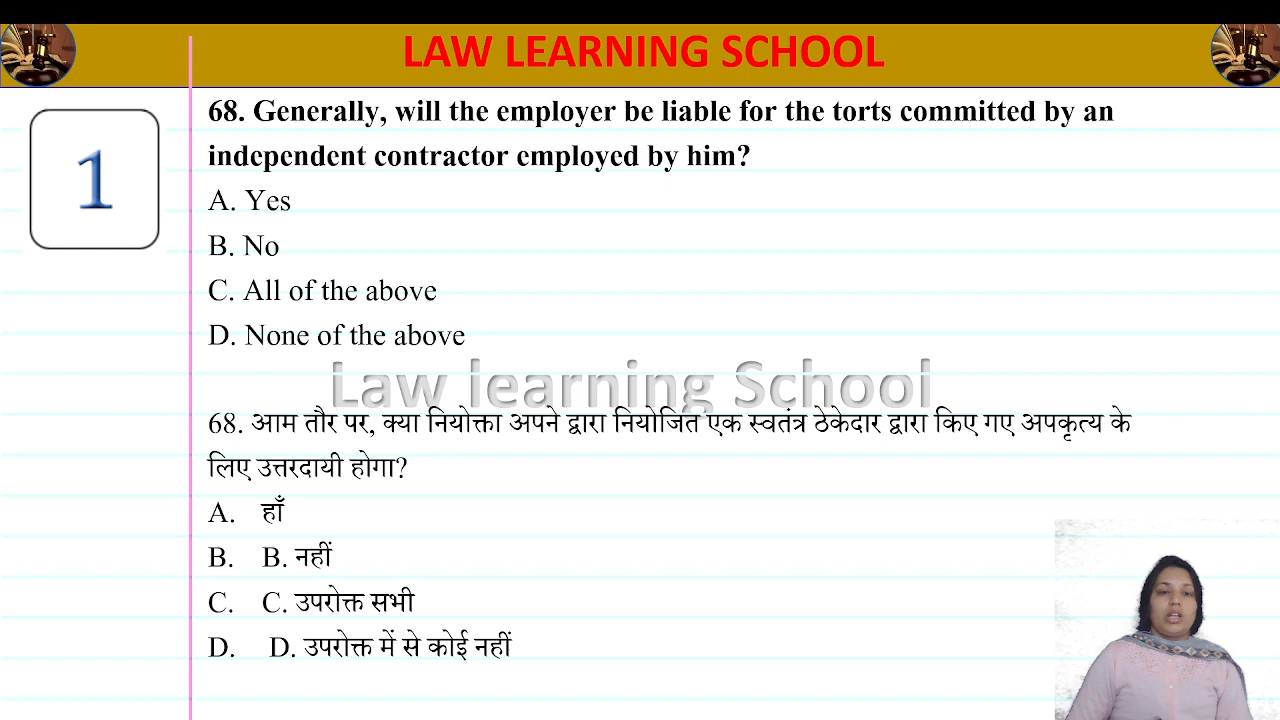 LAW LEARNING SCHOOL
1
68. Generally, will the employer be liable for the torts committed by an
independent contractor employed by him?
A. Yes
B. No
C. All of the above
D. None of the above
Law learning School
68. आम तौर पर, क्या नियोक्ता अपने द्वारा नियोजित एक स्वतंत्र ठेकेदार द्वारा किए गए अपकृत्य के
लिए उत्तरदायी होगा?
A. हाँ
B. B. नहीं
C. C. उपरोक्त सभी
D. D. उपरोक्त में से कोई नहीं